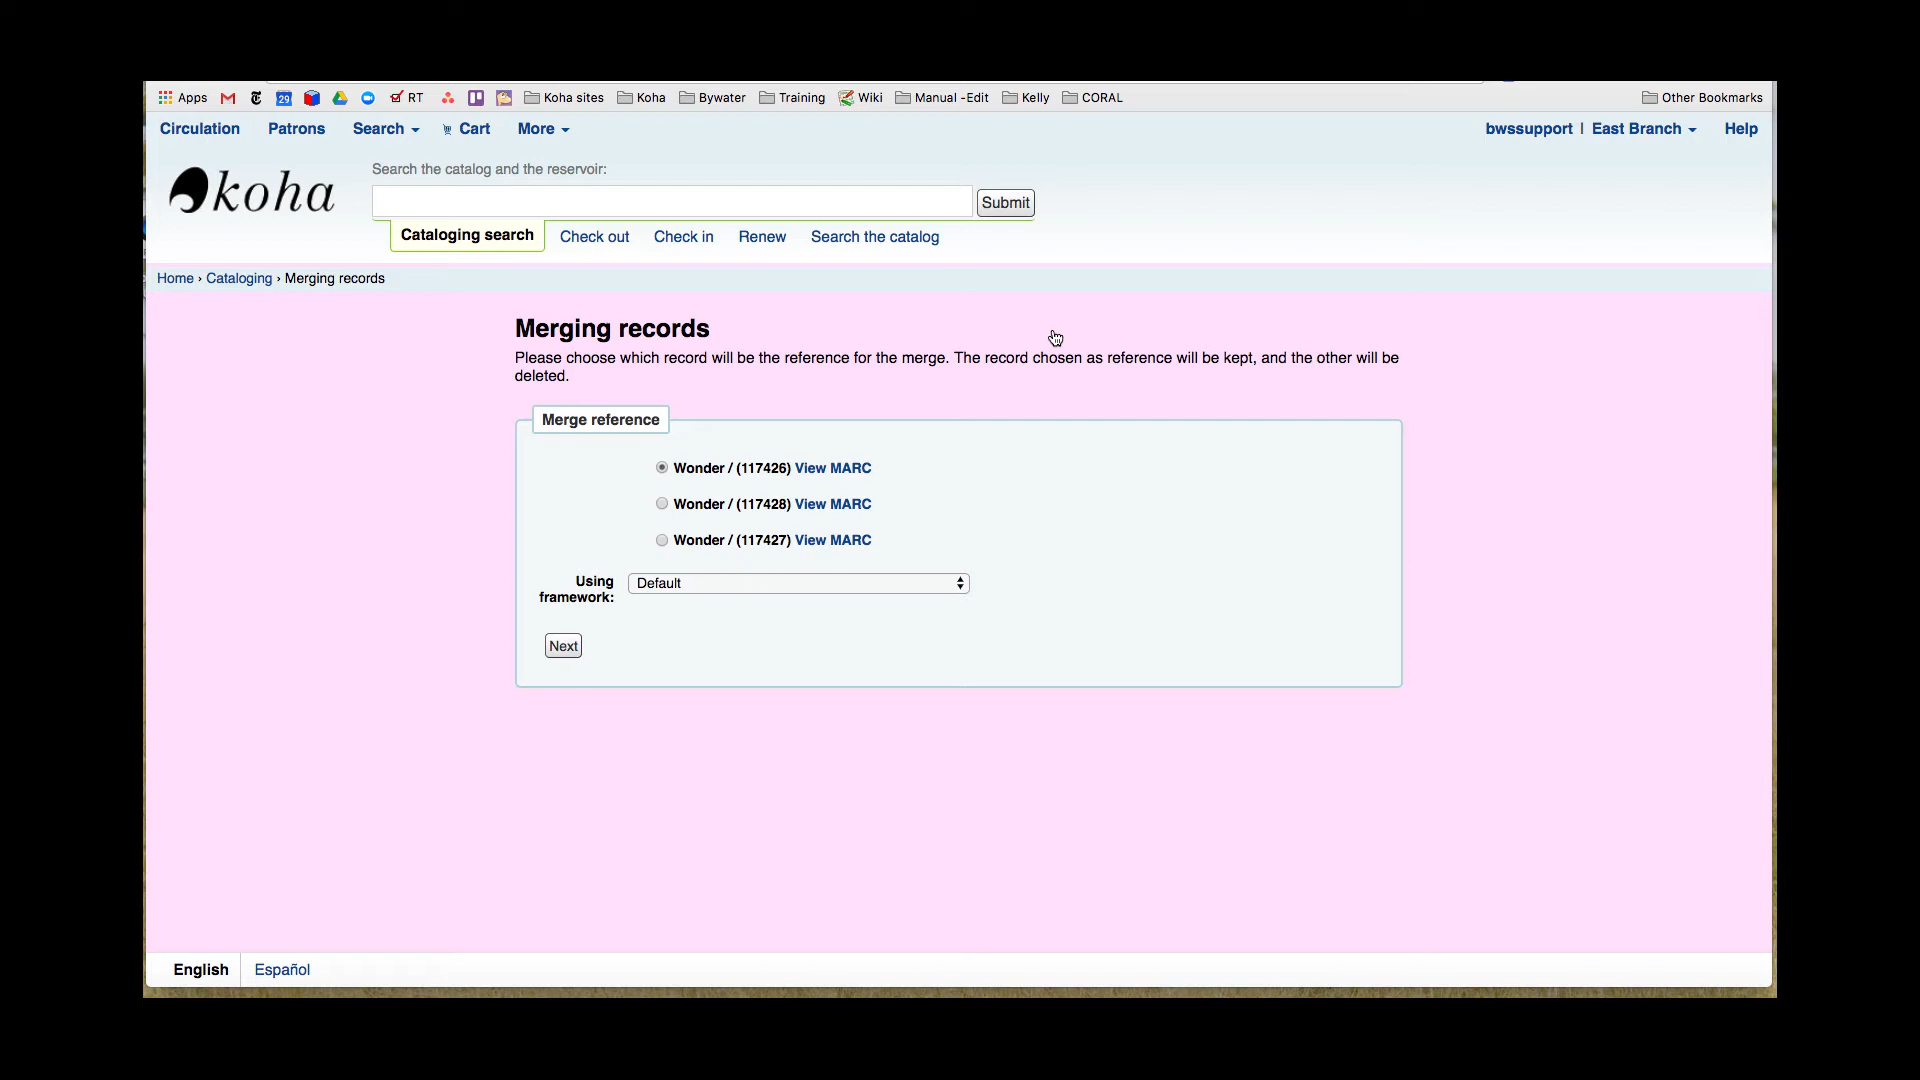 Apps 29 RT Koha sites Koha Bywater Training Wiki Manual -Edit Kelly CORAL Other Bookmarks
Circulation Patrons Search Cart More bwssupport | East Branch Help
Search the catalog and the reservoir:
koha
Submit
Cataloging search Check out Check in Renew Search the catalog
Home › Cataloging › Merging records
Merging records
Please choose which record will be the reference for the merge. The record chosen as reference will be kept, and the other will be
deleted.
Merge reference
Wonder / (117426) View MARC
Wonder / (117428) View MARC
Wonder / (117427) View MARC
Using
framework:
Default
Next
English Español